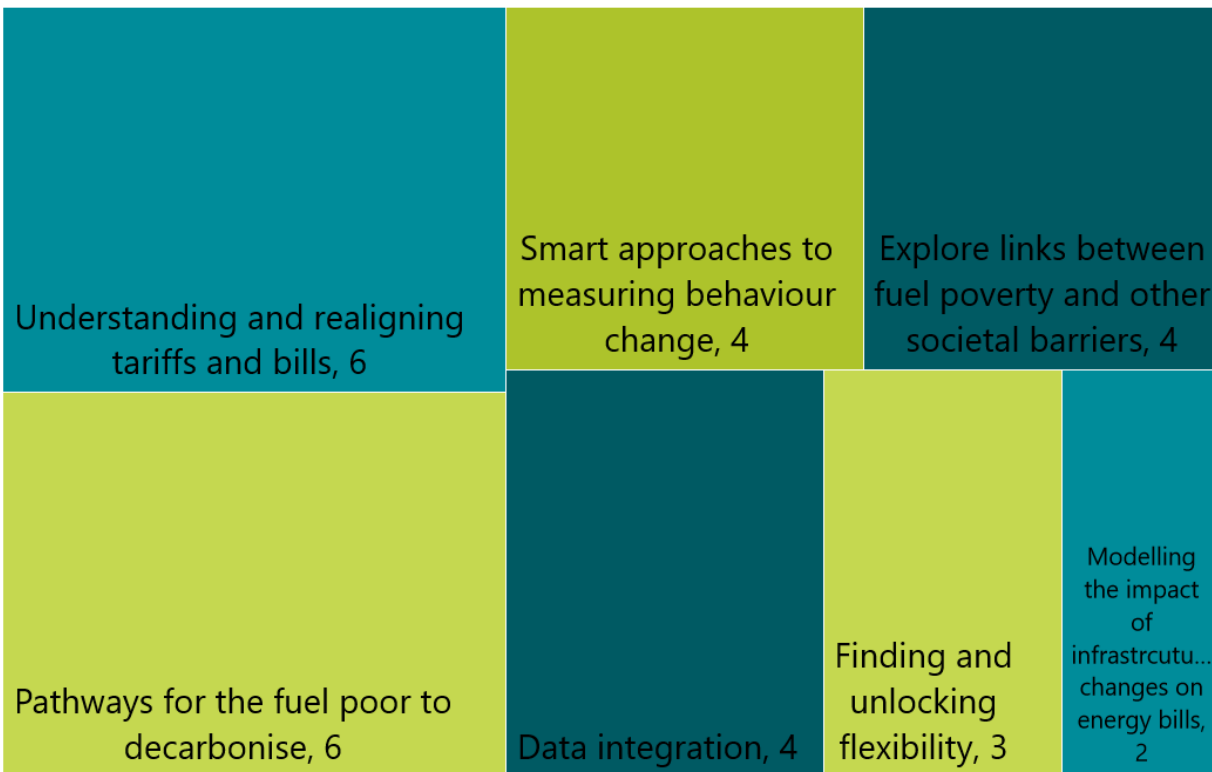 Understanding and realigning
tariffs and bills, 6
Smart approaches to
measuring behaviour
change, 4
Explore links between
fuel poverty and other
societal barriers, 4
Pathways for the fuel poor to
decarbonise, 6
Data integration, 4
Finding and
unlocking
flexibility, 3
Modelling
the impact
of
infrastrcutu...
changes on
energy bills,
2